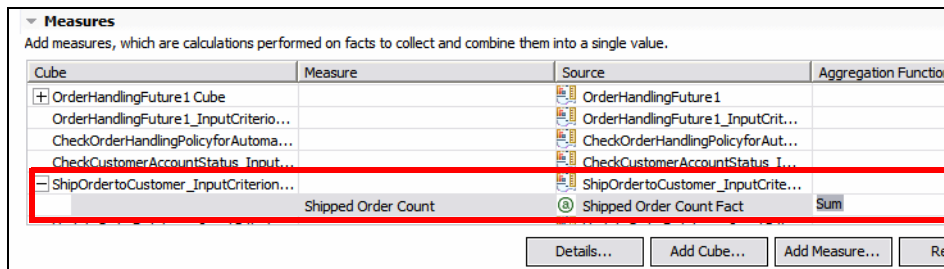 Measures
Add measures, which are calculations performed on facts to collect and combine them into a single value.
Cube Measure Source Aggregation Function
OrderHandlingFuture1 Cube OrderHandlingFuture1
OrderHandlingFuture1_InputCriterio... OrderHandlingFuture1_InputCrit...
CheckOrderHandlingPolicyforAutoma... CheckOrderHandlingPolicyforAut...
CheckCustomerAccountStatus_Input... CheckCustomerAccountStatus_I...
ShipOrdertoCustomer_InputCriterion... ShipOrdertoCustomer_InputCrite...
Shipped Order Count Shipped Order Count Fact Sum
Details... Add Cube... Add Measure... Re